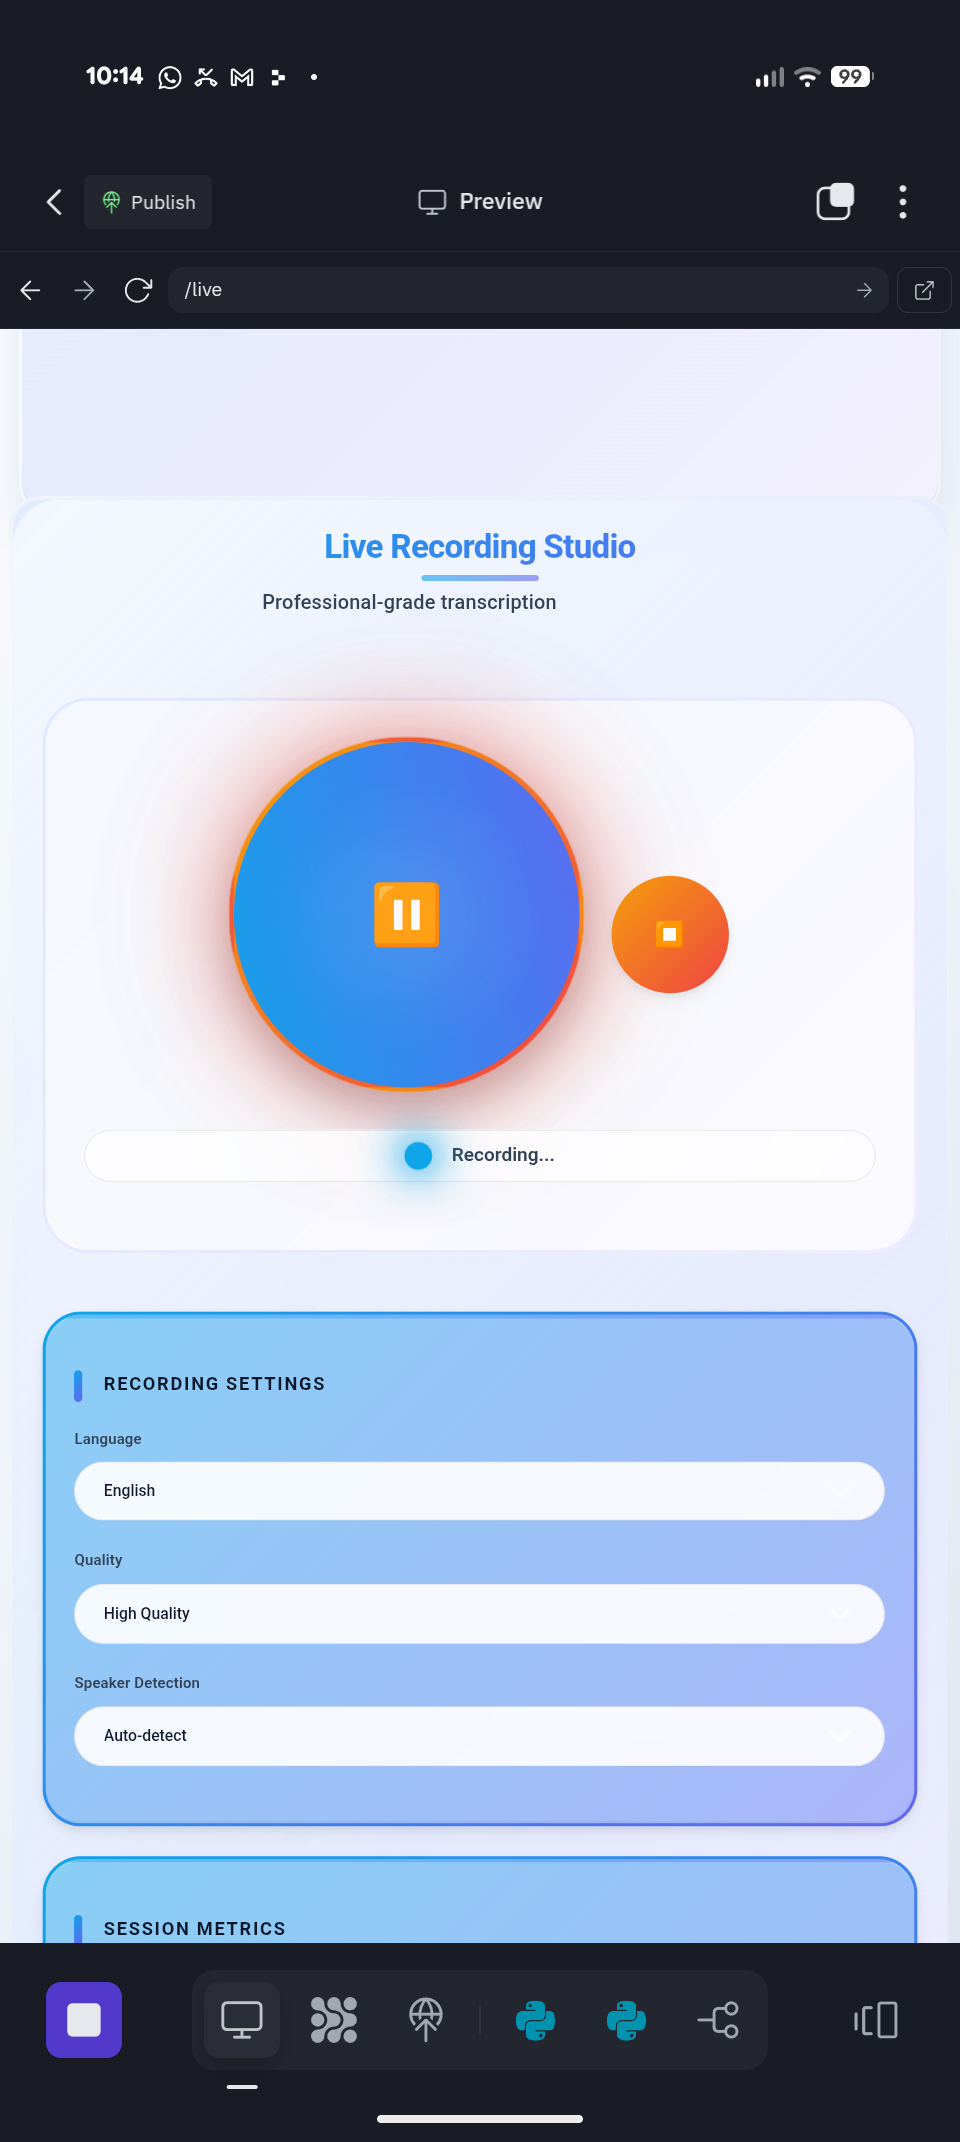 10:14
99
Publish
Preview
/live
Live Recording Studio
Professional-grade transcription
Recording...
RECORDING SETTINGS
Language
English
Quality
High Quality
Speaker Detection
Auto-detect
SESSION METRICS